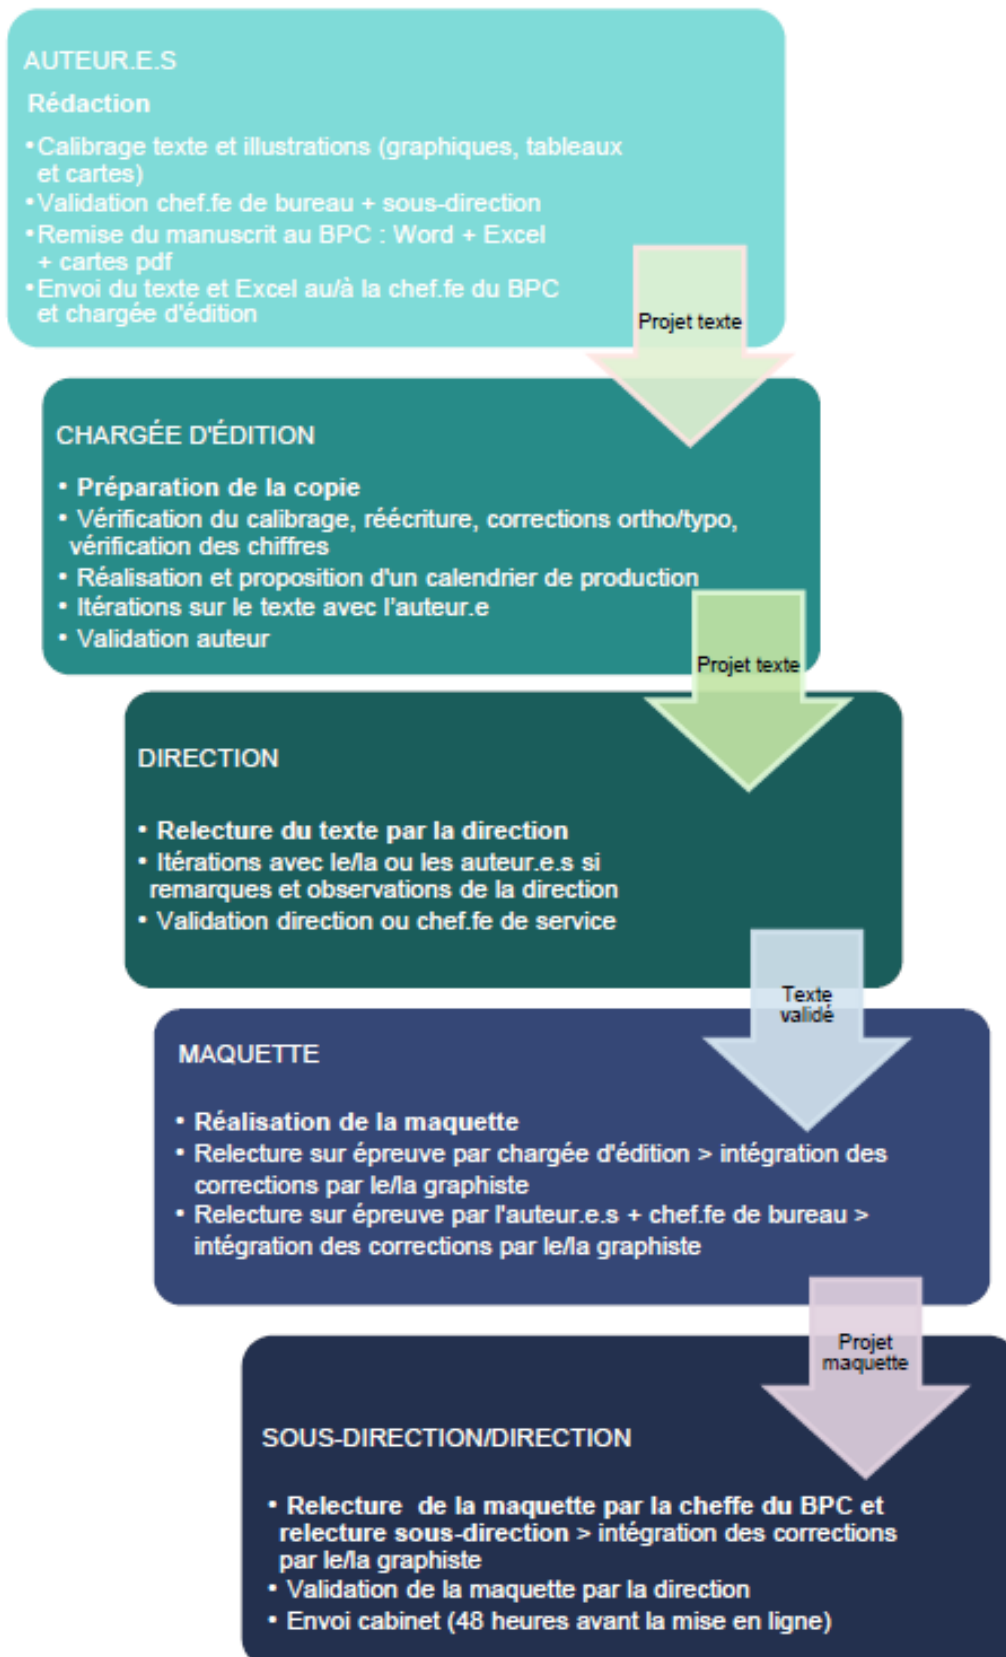 AUTEUR.E.S
Rédaction
•Calibrage texte et illustrations (graphiques, tableaux
et cartes)
•Validation chef.fe de bureau + sous-direction
•Remise du manuscrit au BPC : Word + Excel
+ cartes pdf
•Envoi du texte et Excel au/à la chef.fe du BPC
et chargée d'édition
Projet texte
CHARGÉE D'ÉDITION
• Préparation de la copie
• Vérification du calibrage, réécriture, corrections ortho/typo,
vérification des chiffres
• Réalisation et proposition d'un calendrier de production
• Itérations sur le texte avec l'auteur.e
• Validation auteur
Projet texte
DIRECTION
• Relecture du texte par la direction
• Itérations avec le/la ou les auteur.e.s si
remarques et observations de la direction
• Validation direction ou chef.fe de service
Texte
validé
MAQUETTE
• Réalisation de la maquette
• Relecture sur épreuve par chargée d'édition > intégration des
corrections par le/la graphiste
• Relecture sur épreuve par l'auteur.e.s + chef.fe de bureau >
intégration des corrections par le/la graphiste
Projet
maquette
SOUS-DIRECTION/DIRECTION
• Relecture de la maquette par la cheffe du BPC et
relecture sous-direction > intégration des corrections
par le/la graphiste
• Validation de la maquette par la direction
• Envoi cabinet (48 heures avant la mise en ligne)